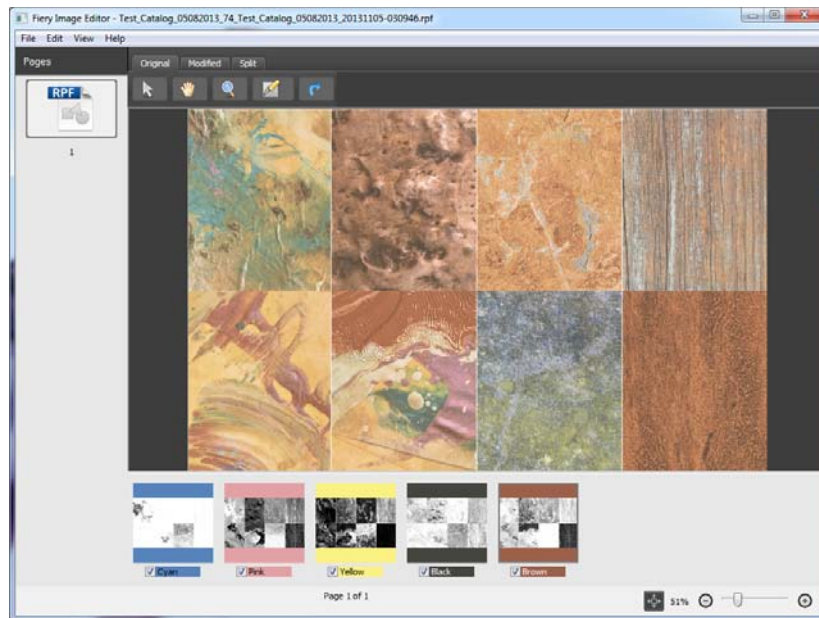 Fiery Image Editor - Test_Catalog_05082013_74_Test_Catalog_05082013_20131105-030946.rpf
File Edit View Help
Pages
Original Modified Split
RPF
1
Cyan Pink Yellow Black Brown
Page 1 of 1
51%